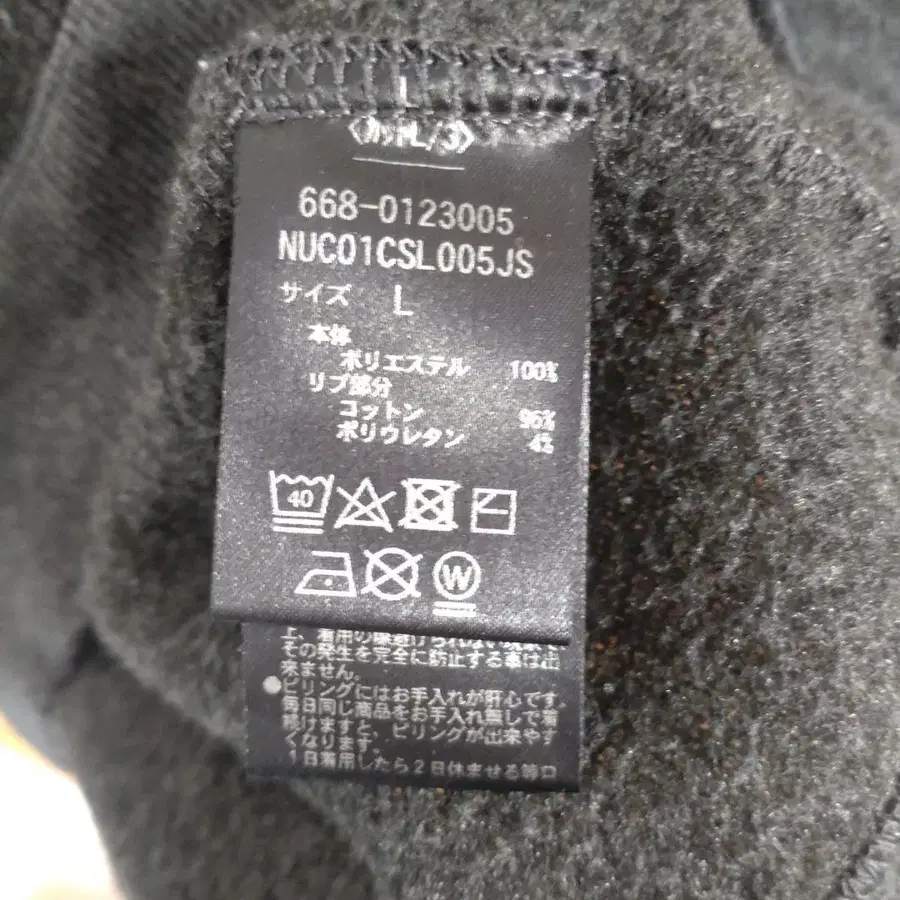 668-0123005
NUC01CSL005JS
サイズ L
本体
ポリエステル 100%
リブ部分
コットン 96%
ポリウレタン 4%
40
W
その発生を完全に防止する事は出
来ません。
●ピリングにはお手入れが肝心です。
毎日同じ商品をお手入れ無しで着
続けますと、ピリングが出来やす
くなります。
1日着用したら2日休ませる等ロ